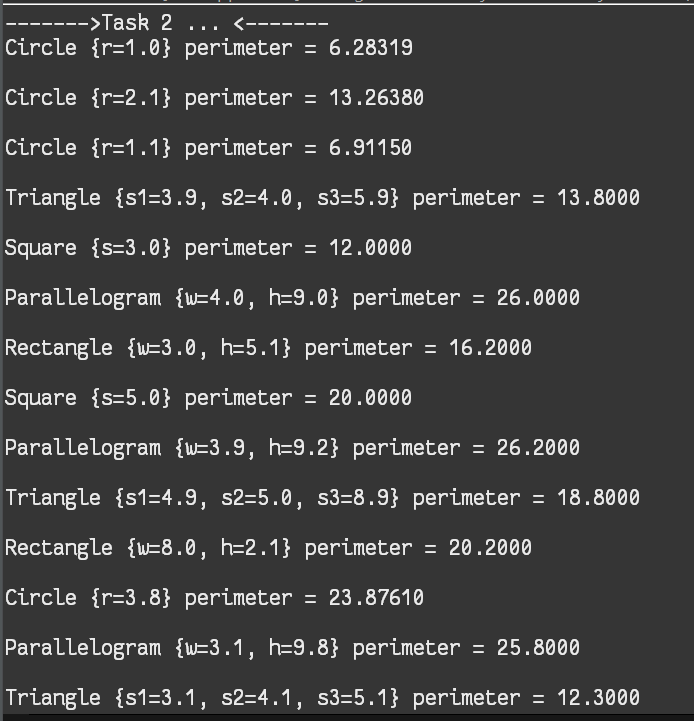 ------->Task 2 ... <-------
Circle {r=1.0} perimeter = 6.28319
Circle {r=2.1} perimeter = 13.26380
Circle {r=1.1} perimeter = 6.91150
Triangle {s1=3.9, s2=4.0, s3=5.9} perimeter = 13.8000
Square {s=3.0} perimeter = 12.0000
Parallelogram {w=4.0, h=9.0} perimeter = 26.0000
Rectangle {w=3.0, h=5.1} perimeter = 16.2000
Square {s=5.0} perimeter = 20.0000
Parallelogram {w=3.9, h=9.2} perimeter = 26.2000
Triangle {s1=4.9, s2=5.0, s3=8.9} perimeter = 18.8000
Rectangle {w=8.0, h=2.1} perimeter = 20.2000
Circle {r=3.8} perimeter = 23.87610
Parallelogram {w=3.1, h=9.8} perimeter = 25.8000
Triangle {s1=3.1, s2=4.1, s3=5.1} perimeter = 12.3000